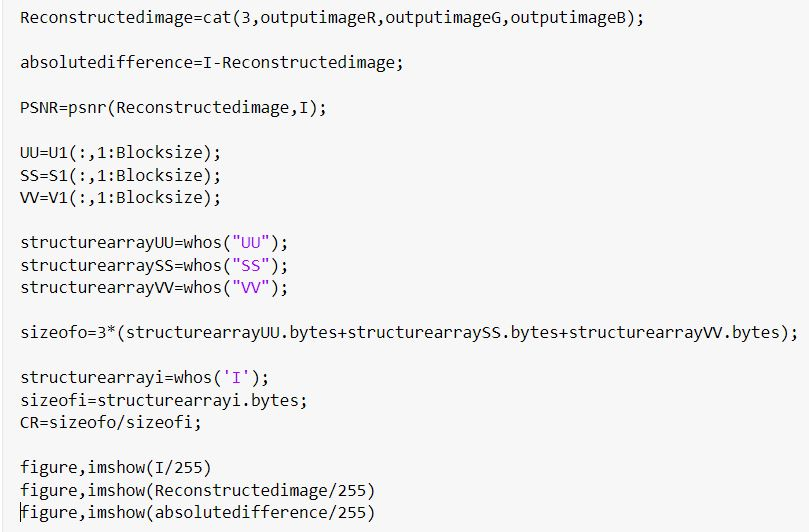 Reconstructedimage=cat(3,outputimageR,outputimageG,outputimageB);
absolutedifference=I-Reconstructedimage;
PSNR=psnr(Reconstructedimage,I);
UU=U1(:,1:Blocksize);
SS=S1(:,1:Blocksize);
VV=V1(:,1:Blocksize);
structurearrayUU=whos("UU");
structurearraySS=whos("SS");
structurearrayVV=whos("VV");
sizeofo=3*(structurearrayUU.bytes+structurearraySS.bytes+structurearrayVV.bytes);
structurearrayi=whos('I');
sizeofi=structurearrayi.bytes;
CR=sizeofo/sizeofi;
figure,imshow(I/255)
figure,imshow(Reconstructedimage/255)
figure,imshow(absolutedifference/255)